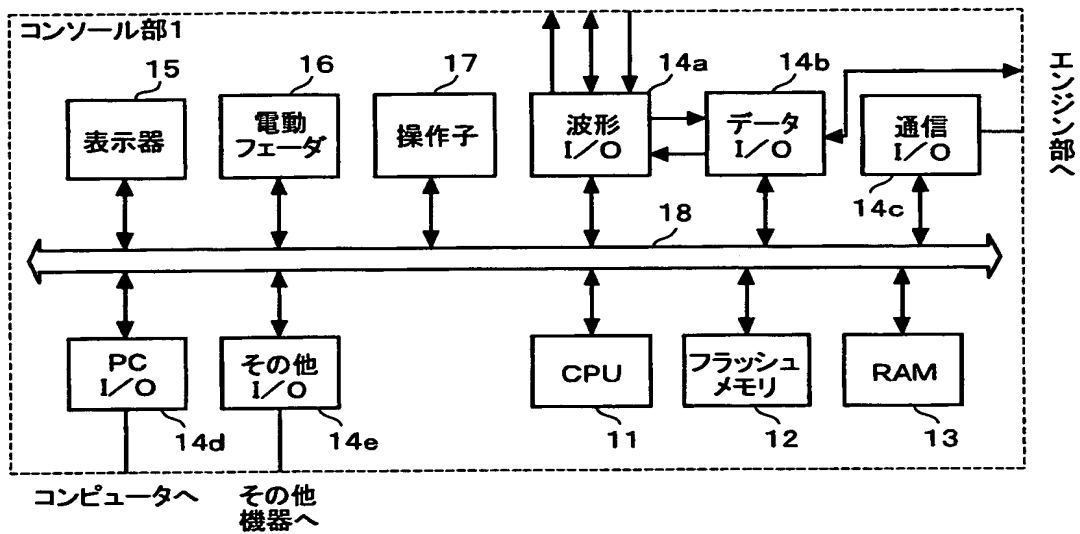 コンソール部1
15
16
17
14a
14b
表示器
電動
フェーダ
操作子
波形
I/O
データ
I/O
通信
I/O
エンジン部へ
14c
18
PC
I/O
その他
I/O
CPU
フラッシュ
メモリ
RAM
14d
14e
11
12
13
コンピュータへ
その他
機器へ